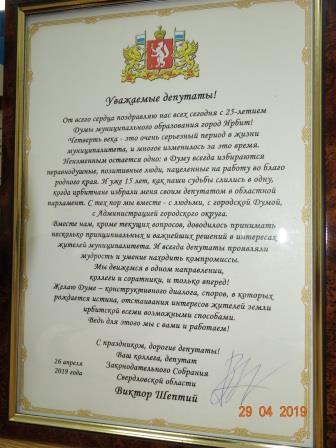 Уважаемые депутаты!
От всего сердца поздравляю нас всех сегодня с 25-летием
Думы муниципального образования город Ирбит!
Четверть века - это очень серьезный период в жизни
муниципалитета, и многое изменилось за это время.
Неизменным остается одно: в Думу всегда избираются
неравнодушные, позитивные люди, нацеленные на работу во благо
родного края. И уже 15 лет, как наши судьбы слились в одну,
когда ирбитчане избрали меня своим депутатом в областной
парламент. С тех пор мы вместе - с людьми, с городской Думой,
с Администрацией городского округа.
Вместе нам, кроме текущих вопросов, доводилось принимать
несколько принципиальных и важнейших решений в интересах
жителей муниципалитета. И всегда депутаты проявляли
мудрость и умение находить компромиссы.
Мы движемся в одном направлении,
коллеги и соратники, и только вперед!
Желаю Думе - конструктивного диалога, споров, в которых
рождается истина, отстаивания интересов жителей земли
ирбитской всеми возможными способами.
Ведь для этого мы с вами и работаем!
С праздником, дорогие депутаты!
Ваш коллега, депутат
26 апреля
2019 года
Законодательного Собрания
Свердловской области
Виктор Шептий
29 04 2019